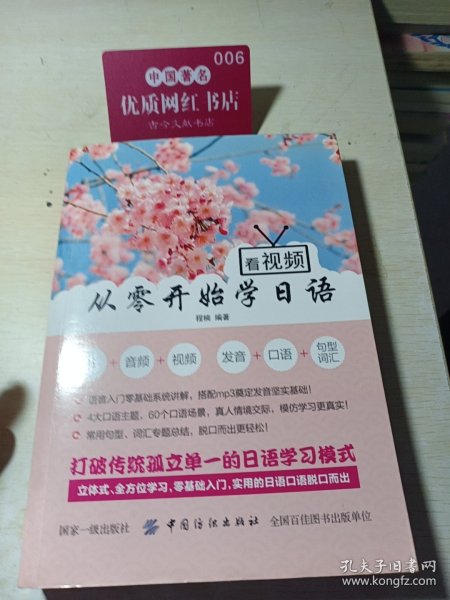 006
中国著名
优质网红书店
古今文献书店
看视频
从零开始学日语
程楠 编著
+ 音频 + 视频 发音 + 口语 + 句型词汇
语音入门零基础系统讲解，搭配mp3奠定发音坚实基础！
4大口语主题，60个口语场景，真人情境交际，模仿学习更真实！
常用句型、词汇专题总结，脱口而出更轻松！
打破传统孤立单一的日语学习模式
立体式、全方位学习，零基础入门，实用的日语口语脱口而出
国家一级出版社 中国纺织出版社 全国百佳图书出版单位
孔夫子旧书网
www.kongfz.com